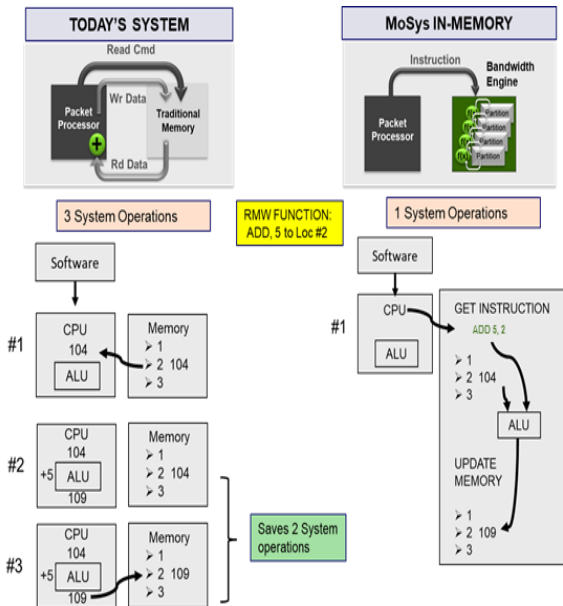 TODAY'S SYSTEM
Read Cmd
Wr Data
Packet
Processor
Traditional
Memory
Rd Data
3 System Operations
RMW FUNCTION:
ADD, 5 to Loc #2
Software
#1
CPU
104
ALU
Memory
➢ 1
➢ 2 104
➢ 3
#2
CPU
104
+5 ALU
109
Memory
➢ 1
➢ 2 104
➢ 3
#3
CPU
104
+5 ALU
109
Memory
➢ 1
➢ 2 109
➢ 3
Saves 2 System
operations
MoSys IN-MEMORY
Instruction
Bandwidth
Engine
Packet
Processor
Partition
Partition
Partition
Partition
1 System Operations
Software
#1
CPU
ALU
GET INSTRUCTION
ADD 5, 2
➢ 1
➢ 2 104
➢ 3
ALU
UPDATE
MEMORY
➢ 1
➢ 2 109
➢ 3